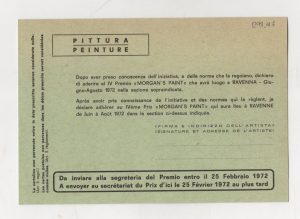 PITTURA
PEINTURE
Dopo aver preso conoscenza dell'iniziativa, e delle norme che la regolano, dichiaro
di aderire al IV Premio «MORGAN'S PAINT» che avrà luogo a RAVENNA - Giu-
gno-Agosto 1972 nella sezione sopraindicata.
Après avoir pris connaissance de l'initiative et des normes qui la règlent, je
déclare adhérer au IVème Prix «MORGAN'S PAINT» qui aura lieu à RAVENNE
de Juin à Août 1972 dans la section ci-dessus indiquée.
(FIRMA E INDIRIZZO DELL'ARTISTA)
(SIGNATURE ET ADRESSE DE L'ARTISTE)
Da inviare alla segreteria del Premio entro il 25 Febbraio 1972
A envoyer au secrétariat du Prix d'ici le 25 Février 1972 au plus tard